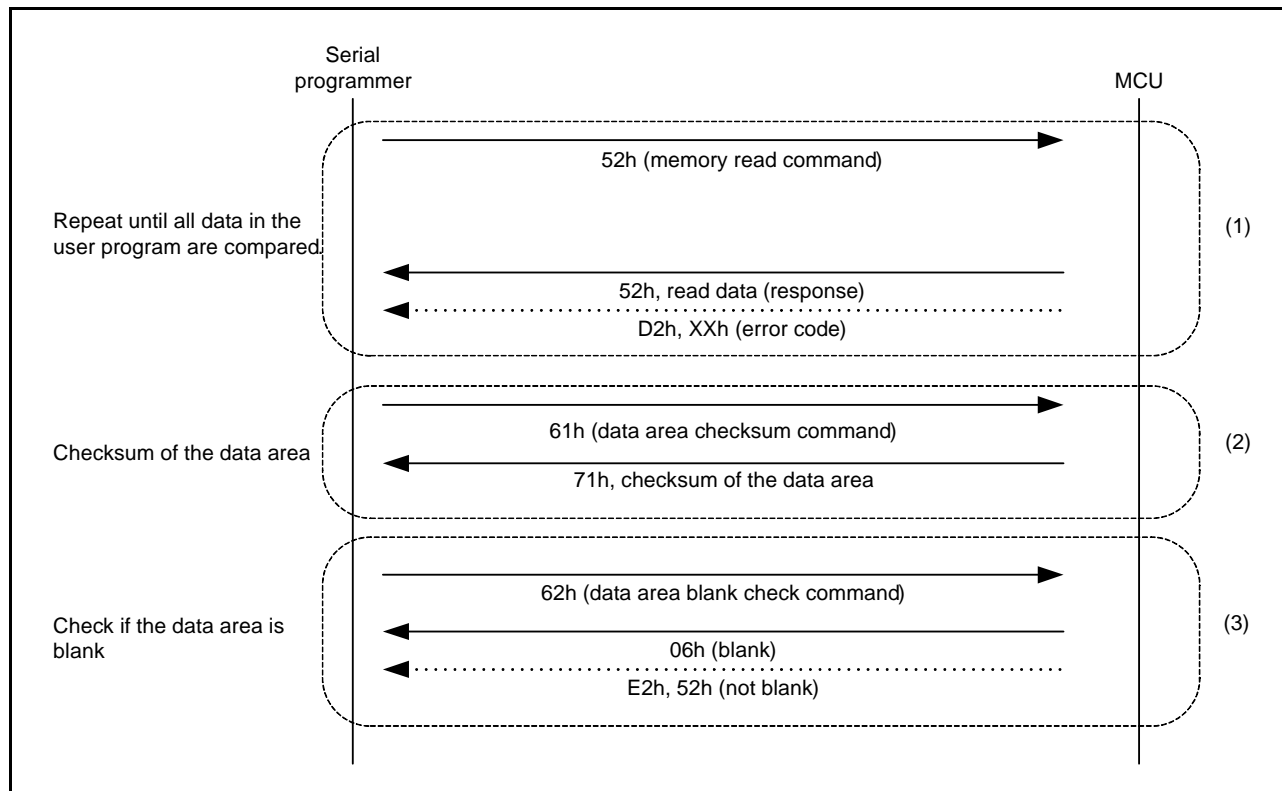 Serial
programmer
MCU
52h (memory read command)
Repeat until all data in the
user program are compared.
(1)
52h, read data (response)
D2h, XXh (error code)
61h (data area checksum command)
Checksum of the data area
(2)
71h, checksum of the data area
62h (data area blank check command)
Check if the data area is
blank
(3)
06h (blank)
E2h, 52h (not blank)